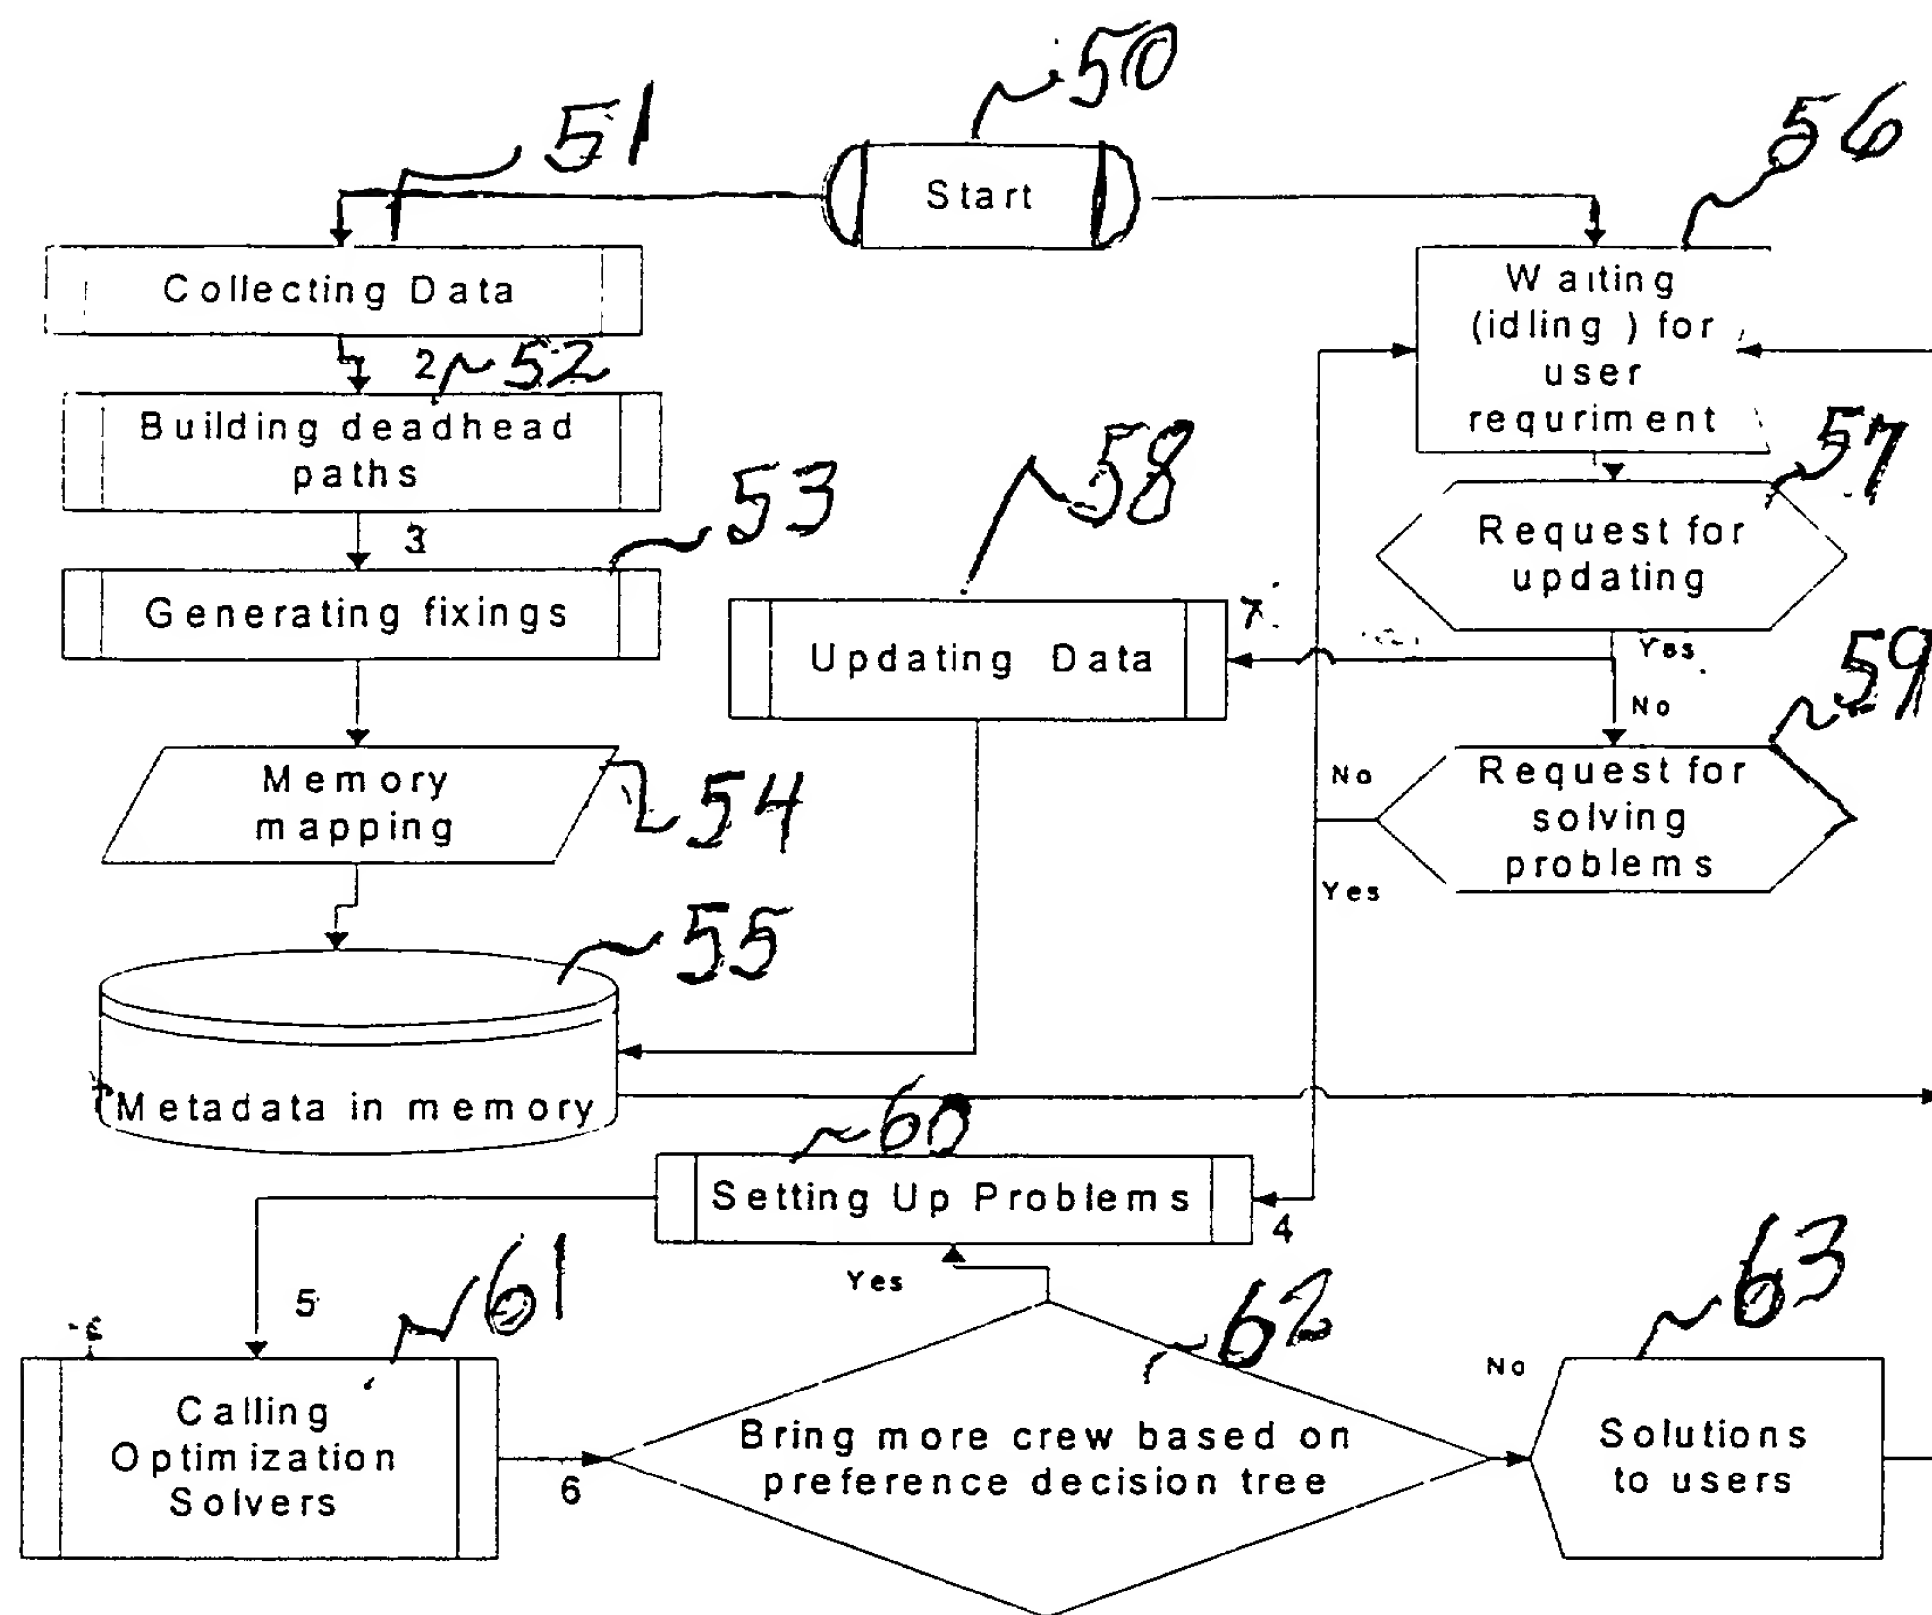 50
51
56
Start
Collecting Data
Waiting
(idling ) for
user
requriment
2
52
Building deadhead
paths
57
58
53
3
Request for
updating
Generating fixings
7
Updating Data
Yes
59
No
Memory
mapping
54
No
Request for
solving
problems
Yes
55
Metadata in memory
60
Setting Up Problems
4
Yes
5
61
62
63
No
Calling
Optimization
Solvers
6
Bring more crew based on
preference decision tree
Solutions
to users